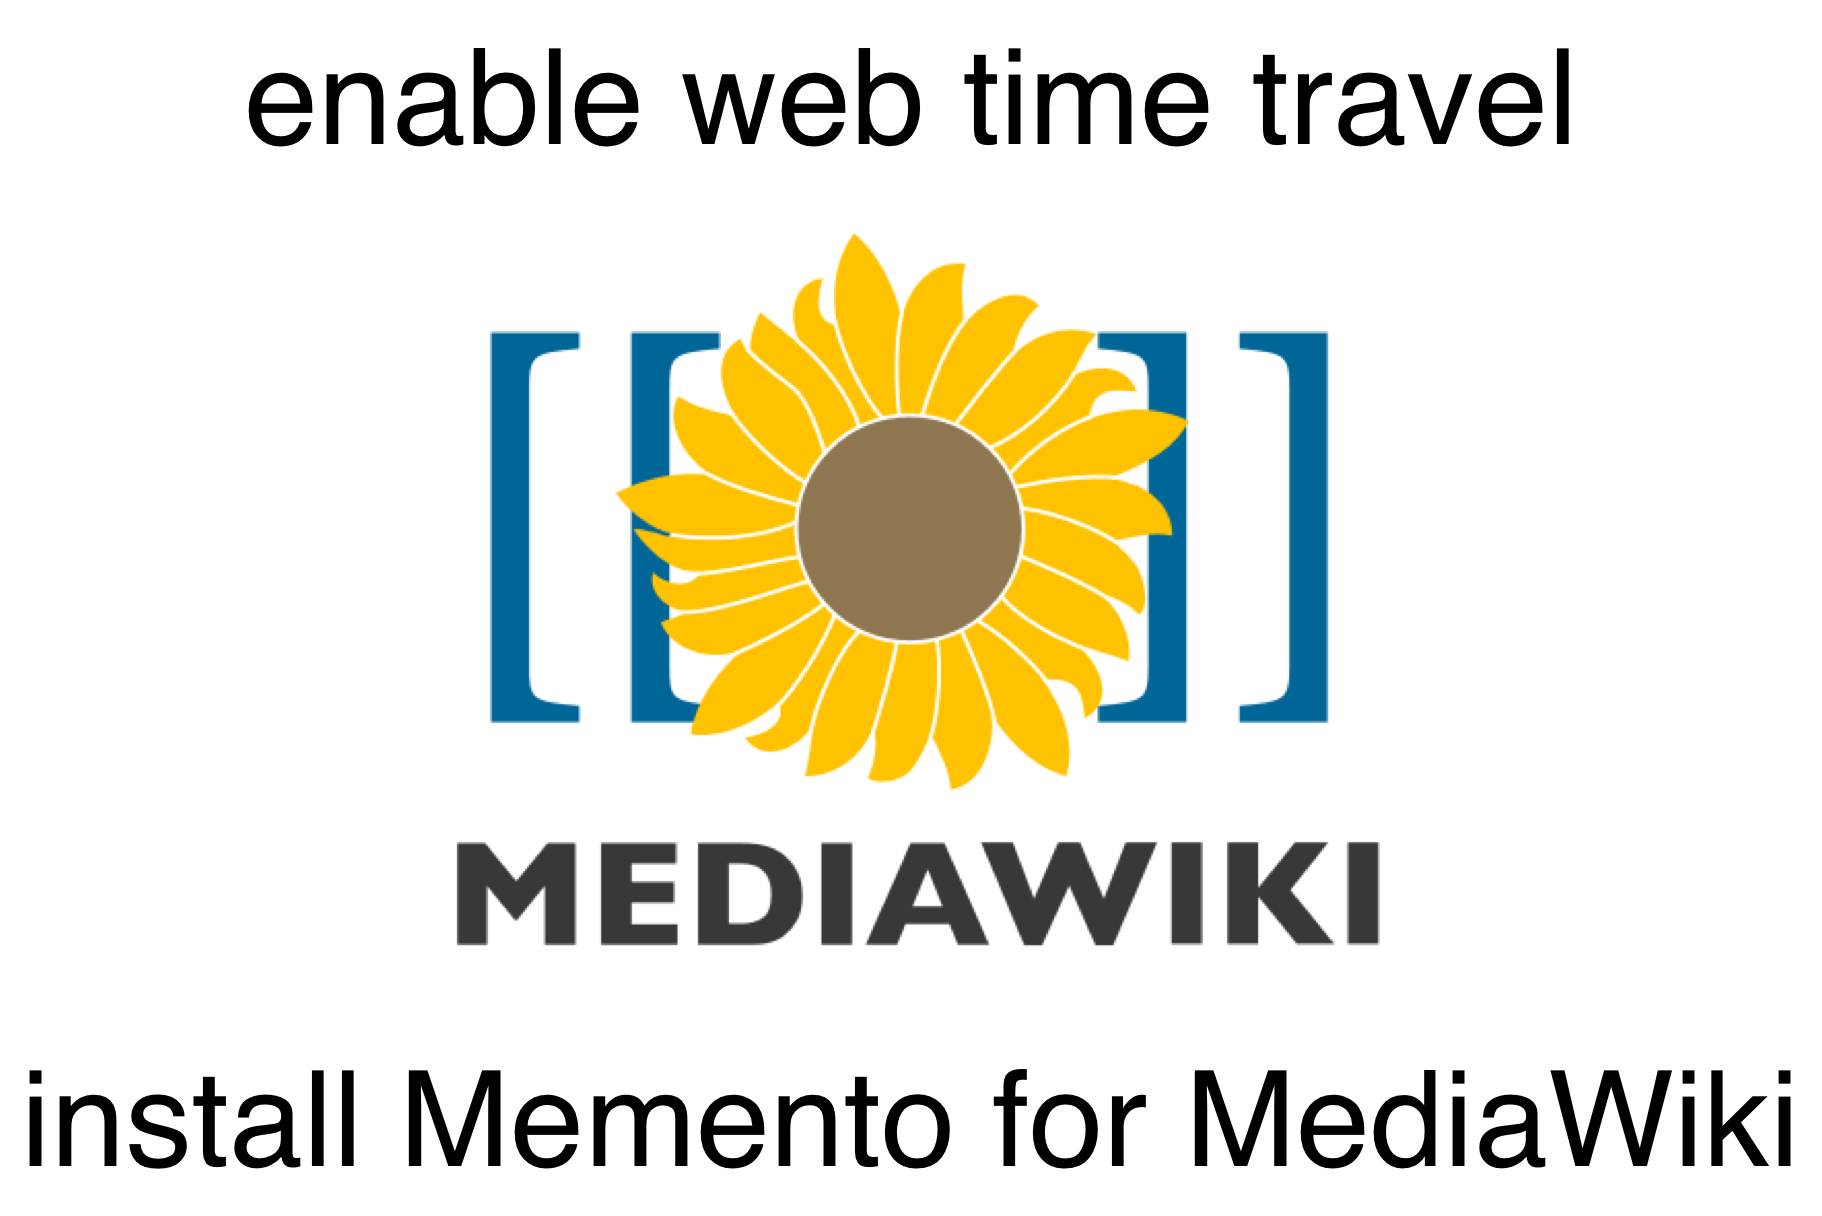 enable web time travel
[[ ]]
MEDIAWIKI
install Memento for MediaWiki